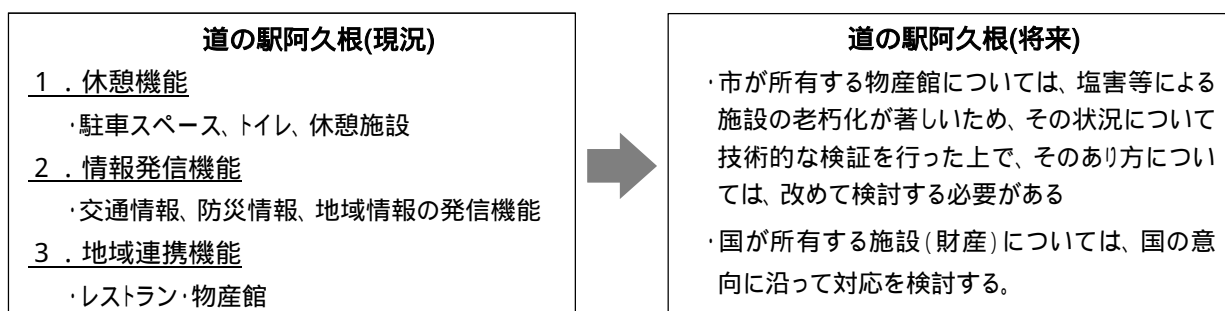 道の駅阿久根(現況)
１．休憩機能
・駐車スペース、トイレ、休憩施設
２．情報発信機能
・交通情報、防災情報、地域情報の発信機能
３．地域連携機能
・レストラン・物産館
道の駅阿久根(将来)
・市が所有する物産館については、塩害等による
施設の老朽化が著しいため、その状況について
技術的な検証を行った上で、そのあり方につい
ては、改めて検討する必要がある
・国が所有する施設(財産)については、国の意
向に沿って対応を検討する。